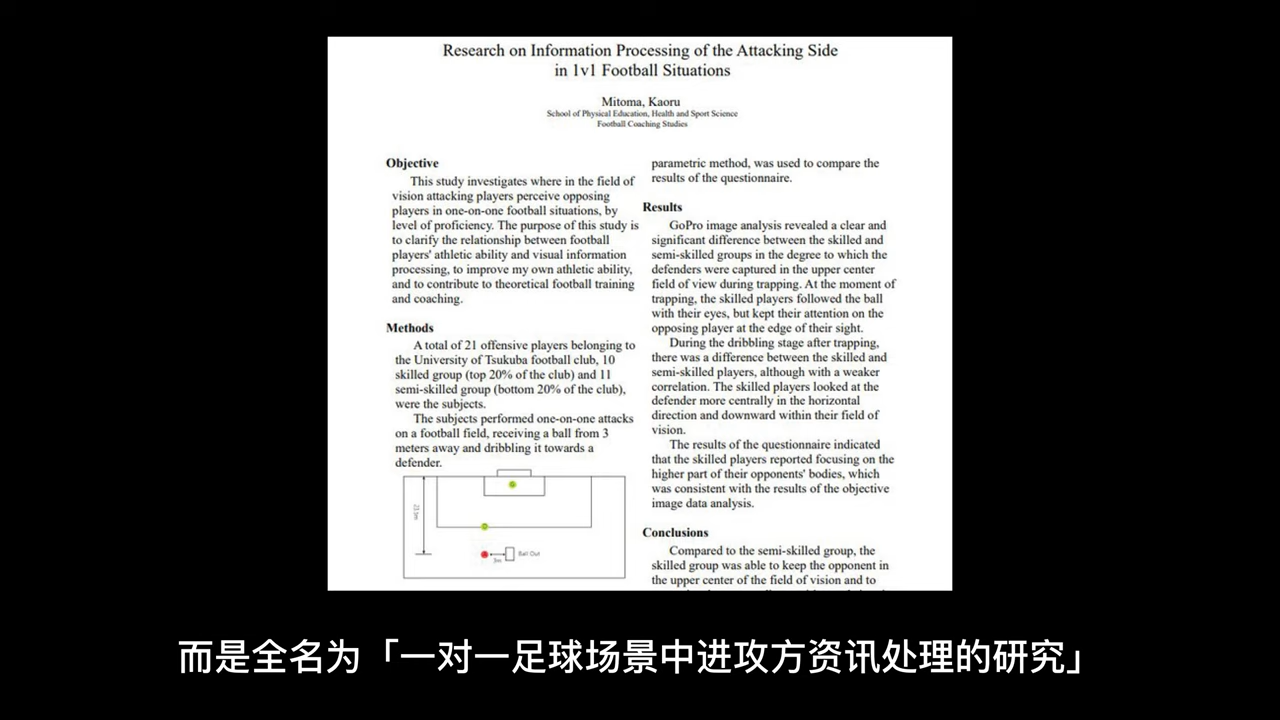 Research on Information Processing of the Attacking Side
in 1v1 Football Situations
Mitoma, Kaoru
School of Physical Education, Health and Sport Science
Football Coaching Studies
Objective
This study investigates where in the field of
vision attacking players perceive opposing
players in one-on-one football situations, by
level of proficiency. The purpose of this study is
to clarify the relationship between football
players' athletic ability and visual information
processing, to improve my own athletic ability,
and to contribute to theoretical football training
and coaching.
Methods
A total of 21 offensive players belonging to
the University of Tsukuba football club, 10
skilled group (top 20% of the club) and 11
semi-skilled group (bottom 20% of the club),
were the subjects.
The subjects performed one-on-one attacks
on a football field, receiving a ball from 3
meters away and dribbling it towards a
defender.
Ball Out
3m
parametric method, was used to compare the
results of the questionnaire.
Results
GoPro image analysis revealed a clear and
significant difference between the skilled and
semi-skilled groups in the degree to which the
defenders were captured in the upper center
field of view during trapping. At the moment of
trapping, the skilled players followed the ball
with their eyes, but kept their attention on the
opposing player at the edge of their sight.
During the dribbling stage after trapping,
there was a difference between the skilled and
semi-skilled players, although with a weaker
correlation. The skilled players looked at the
defender more centrally in the horizontal
direction and downward within their field of
vision.
The results of the questionnaire indicated
that the skilled players reported focusing on the
higher part of their opponents' bodies, which
was consistent with the results of the objective
image data analysis.
Conclusions
Compared to the semi-skilled group, the
skilled group was able to keep the opponent in
the upper center of the field of vision and to
而是全名为「一对一足球场景中进攻方资讯处理的研究」